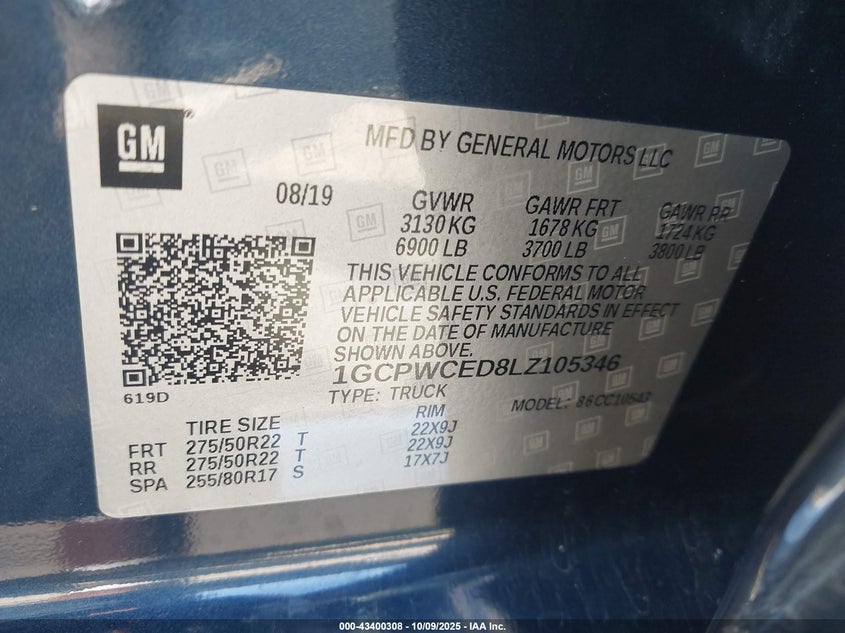 GM
MFD BY GENERAL MOTORS LLC
08/19
GVWR GAWR FRT GAWR RR
3130 KG 1678 KG 1724 KG
6900 LB 3700 LB 3800 LB
THIS VEHICLE CONFORMS TO ALL
APPLICABLE U.S. FEDERAL MOTOR
VEHICLE SAFETY STANDARDS IN EFFECT
ON THE DATE OF MANUFACTURE
SHOWN ABOVE.
1GCPWCED8LZ105346
619D
TYPE: TRUCK MODEL: 86 CC10543
TIRE SIZE RIM
FRT 275/50R22 T 22X9J
RR 275/50R22 T 22X9J
SPA 255/80R17 S 17X7J
000-43400308 - 10/09/2025 - IAA Inc.